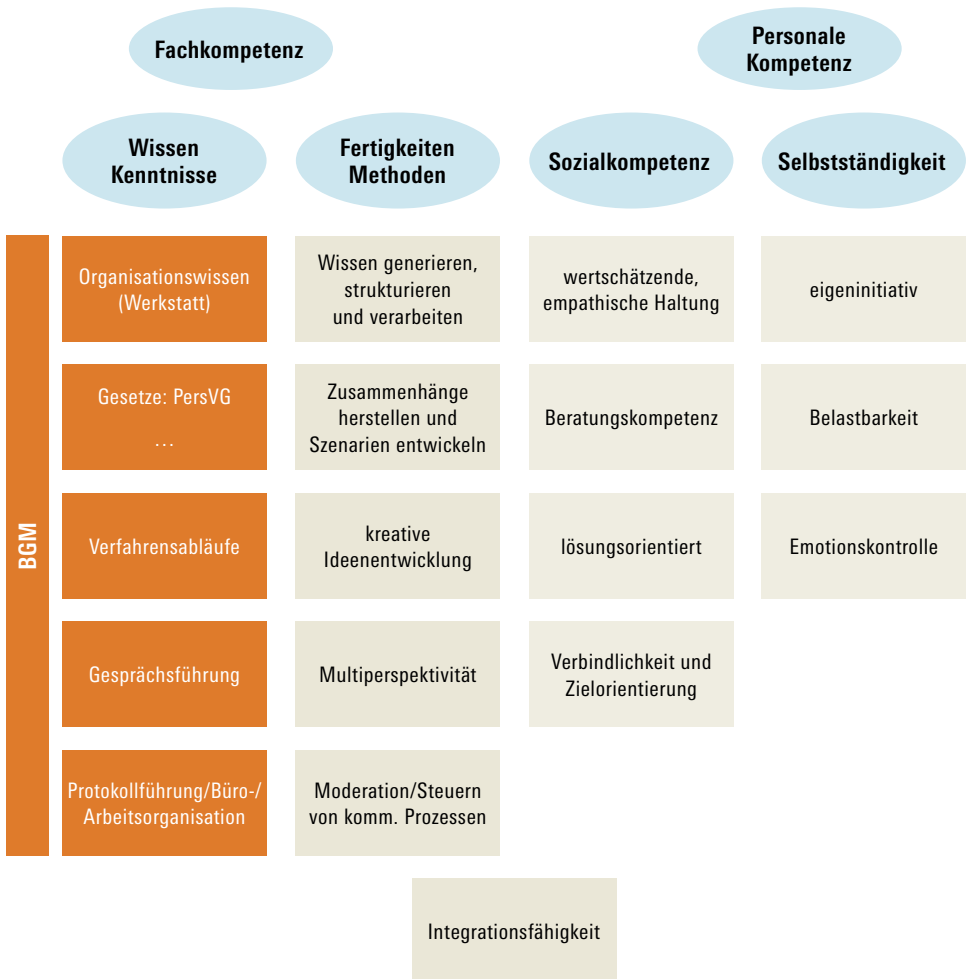 Fachkompetenz
Personale
Kompetenz
Wissen
Kenntnisse
Fertigkeiten
Methoden
Sozialkompetenz
Selbstständigkeit
BGM
Organisationswissen
(Werkstatt)
Wissen generieren,
strukturieren
und verarbeiten
wertschätzende,
empathische Haltung
eigeninitiativ
Gesetze: PersVG
...
Zusammenhänge
herstellen und
Szenarien entwickeln
Beratungskompetenz
Belastbarkeit
Verfahrensabläufe
kreative
Ideenentwicklung
lösungsorientiert
Emotionskontrolle
Gesprächsführung
Multiperspektivität
Verbindlichkeit und
Zielorientierung
Protokollführung/Büro-/
Arbeitsorganisation
Moderation/Steuern
von komm. Prozessen
Integrationsfähigkeit